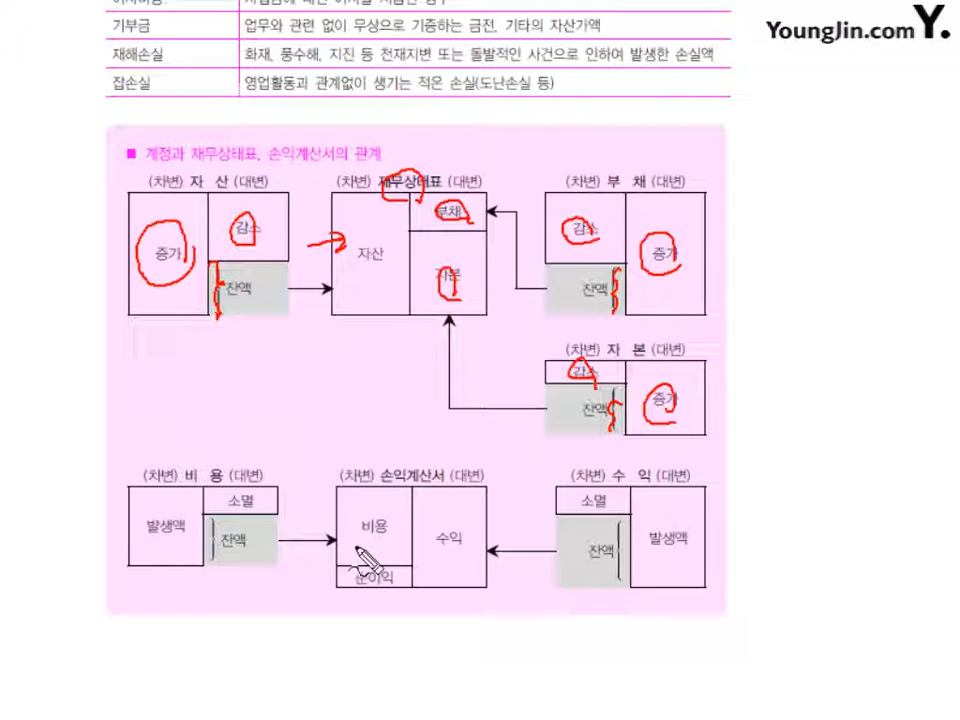 YoungJin.com Y.
기부금 업무와 관련 없이 무상으로 기증하는 금전, 기타의 자산가액
재해손실 화재, 풍수해, 지진 등 천재지변 또는 돌발적인 사건으로 인하여 발생한 손실액
잡손실 영업활동과 관계없이 생기는 적은 손실(도난손실 등)
■ 계정과 재무상태표, 손익계산서의 관계
(차변) 자 산 (대변) (차변) 재무상태표 (대변) (차변) 부 채 (대변)
증가 감소 잔액
자산 부채 자본
감소 증가 잔액
(차변) 자 본 (대변)
감소 증가 잔액
(차변) 비 용 (대변) (차변) 손익계산서 (대변) (차변) 수 익 (대변)
발생액 소멸 잔액
비용 수익 순이익
소멸 발생액 잔액